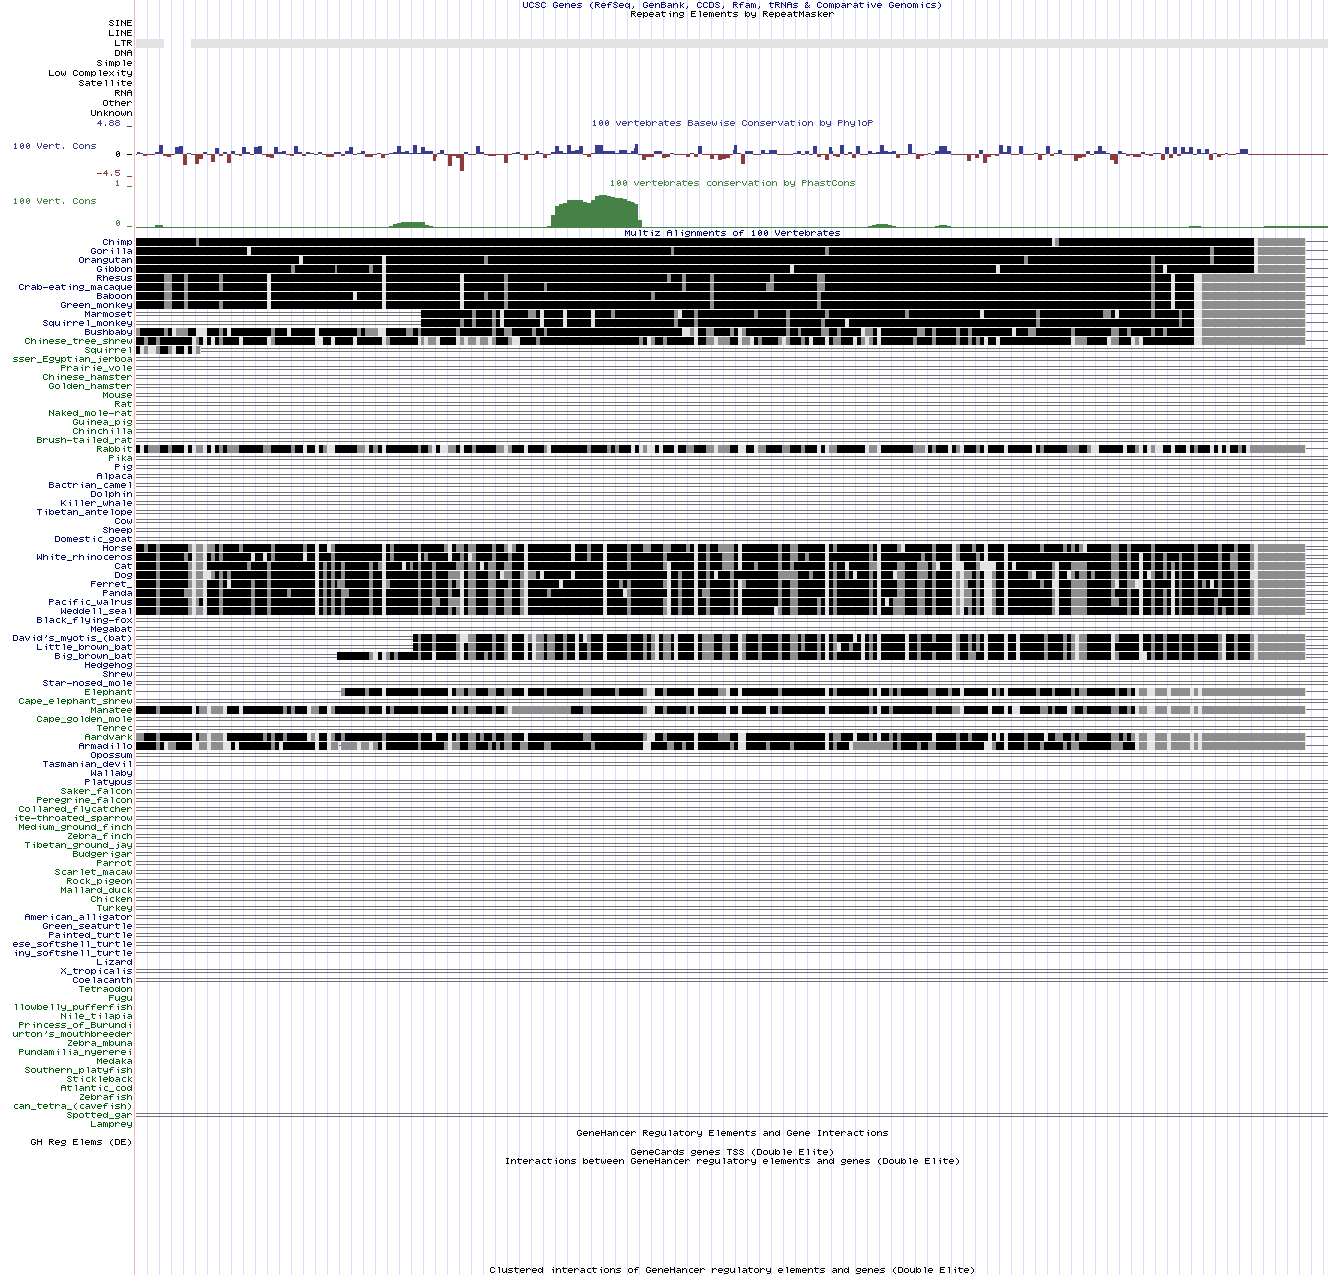 UCSC Genes (RefSeq, GenBank, CCDS, Rfam, tRNAs & Comparative Genomics)
Repeating Elements by RepeatMasker
SINE
LINE
LTR
DNA
Simple
Low Complexity
Satellite
RNA
Other
Unknown
4.88 _
100 vertebrates Basewise Conservation by PhyloP
100 Vert. Cons
0 _
-4.5 _
100 vertebrates conservation by PhastCons
1 _
100 Vert. Cons
0 _
Multiz Alignments of 100 Vertebrates
Chimp
Gorilla
Orangutan
Gibbon
Rhesus
Crab-eating_macaque
Baboon
Green_monkey
Marmoset
Squirrel_monkey
Bushbaby
Chinese_tree_shrew
Squirrel
sser_Egyptian_jerboa
Prairie_vole
Chinese_hamster
Golden_hamster
Mouse
Rat
Naked_mole-rat
Guinea_pig
Chinchilla
Brush-tailed_rat
Rabbit
Pika
Pig
Alpaca
Bactrian_camel
Dolphin
Killer_whale
Tibetan_antelope
Cow
Sheep
Domestic_goat
Horse
White_rhinoceros
Cat
Dog
Ferret_
Panda
Pacific_walrus
Weddell_seal
Black_flying-fox
Megabat
David's_myotis_(bat)
Little_brown_bat
Big_brown_bat
Hedgehog
Shrew
Star-nosed_mole
Elephant
Cape_elephant_shrew
Manatee
Cape_golden_mole
Tenrec
Aardvark
Armadillo
Opossum
Tasmanian_devil
Wallaby
Platypus
Saker_falcon
Peregrine_falcon
Collared_flycatcher
ite-throated_sparrow
Medium_ground_finch
Zebra_finch
Tibetan_ground_jay
Budgerigar
Parrot
Scarlet_macaw
Rock_pigeon
Mallard_duck
Chicken
Turkey
American_alligator
Green_seaturtle
Painted_turtle
ese_softshell_turtle
iny_softshell_turtle
Lizard
X_tropicalis
Coelacanth
Tetraodon
Fugu
llowbelly_pufferfish
Nile_tilapia
Princess_of_Burundi
urton's_mouthbreeder
Zebra_mbuna
Pundamilia_nyererei
Medaka
Southern_platyfish
Stickleback
Atlantic_cod
Zebrafish
can_tetra_(cavefish)
Spotted_gar
Lamprey
GeneHancer Regulatory Elements and Gene Interactions
GH Reg Elems (DE)
GeneCards genes TSS (Double Elite)
Interactions between GeneHancer regulatory elements and genes (Double Elite)
Clustered interactions of GeneHancer regulatory elements and genes (Double Elite)